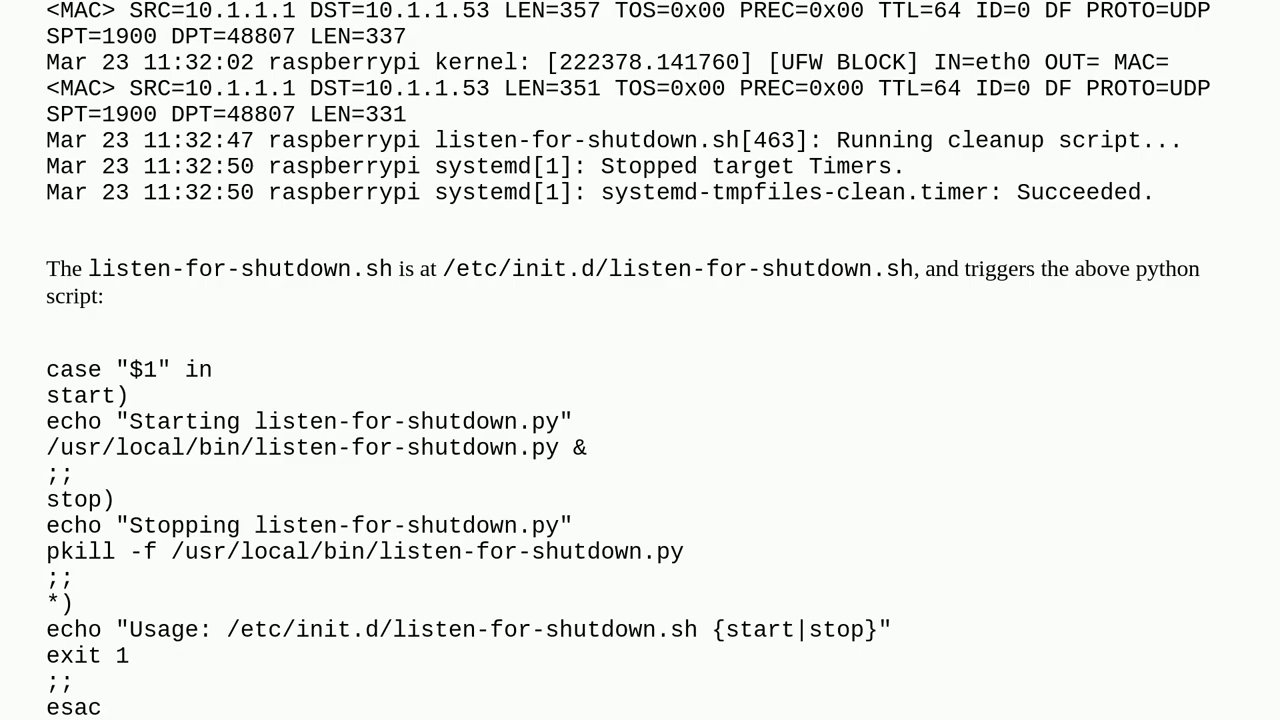 <MAC> SRC=10.1.1.1 DST=10.1.1.53 LEN=357 TOS=0x00 PREC=0x00 TTL=64 ID=0 DF PROTO=UDP
SPT=1900 DPT=48807 LEN=337
Mar 23 11:32:02 raspberrypi kernel: [222378.141760] [UFW BLOCK] IN=eth0 OUT= MAC=
<MAC> SRC=10.1.1.1 DST=10.1.1.53 LEN=351 TOS=0x00 PREC=0x00 TTL=64 ID=0 DF PROTO=UDP
SPT=1900 DPT=48807 LEN=331
Mar 23 11:32:47 raspberrypi listen-for-shutdown.sh[463]: Running cleanup script...
Mar 23 11:32:50 raspberrypi systemd[1]: Stopped target Timers.
Mar 23 11:32:50 raspberrypi systemd[1]: systemd-tmpfiles-clean.timer: Succeeded.
The listen-for-shutdown.sh is at /etc/init.d/listen-for-shutdown.sh, and triggers the above python
script:
case "$1" in
start)
echo "Starting listen-for-shutdown.py"
/usr/local/bin/listen-for-shutdown.py &
;;
stop)
echo "Stopping listen-for-shutdown.py"
pkill -f /usr/local/bin/listen-for-shutdown.py
;;
*)
echo "Usage: /etc/init.d/listen-for-shutdown.sh {start|stop}"
exit 1
;;
esac